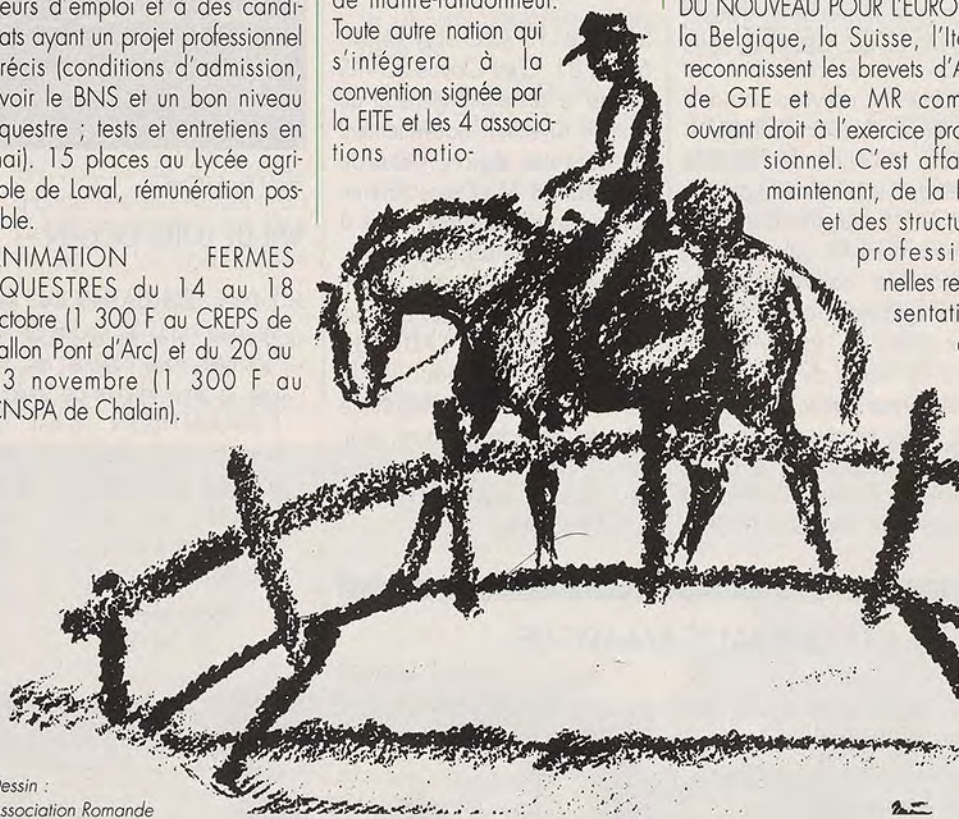 eurs d'emploi et à des candi-
ats ayant un projet professionnel
récis (conditions d'admission,
voir le BNS et un bon niveau
questre ; tests et entretiens en
ai). 15 places au Lycée agri-
ole de Laval, rémunération pos-
ble.
NIMATION FERMES
QUESTRES du 14 au 18
ctobre (1 300 F au CREPS de
allon Pont d'Arc) et du 20 au
3 novembre (1 300 F au
CNSPA de Chalain).
de maître-randonneur.
Toute autre nation qui
s'intégrera à la
convention signée par
la FITE et les 4 associa-
tions natio-
DU NOUVEAU POUR L'EURO
la Belgique, la Suisse, l'Ita
reconnaissent les brevets d'A
de GTE et de MR com
ouvrant droit à l'exercice pro
sionnel. C'est affa
maintenant, de la
et des structu
professi
nelles re
sentati
Dessin :
ssociation Romande